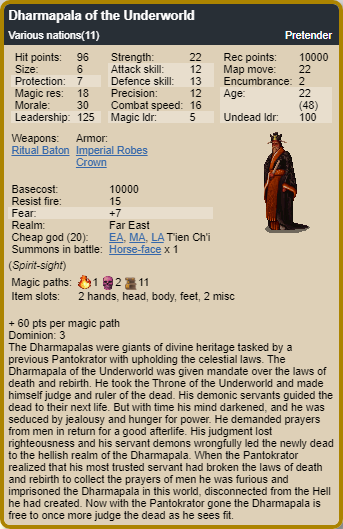 Dharmapala of the Underworld
Various nations(11) Pretender
Hit points: 96 Strength: 22 Rec points: 10000
Size: 6 Attack skill: 12 Map move: 22
Protection: 7 Defence skill: 13 Encumbrance: 2
Magic res: 18 Precision: 12 Age: 22
Morale: 30 Combat speed: 16 (48)
Leadership: 125 Magic ldr: 5 Undead ldr: 100
Weapons: Armor:
Ritual Baton Imperial Robes
Crown
Basecost: 10000
Resist fire: 15
Fear: +7
Realm: Far East
Cheap god (20): EA, MA, LA T'ien Ch'i
Summons in battle: Horse-face x 1
(Spirit-sight)
Magic paths: 1 2 11
Item slots: 2 hands, head, body, feet, 2 misc
+ 60 pts per magic path
Dominion: 3
The Dharmapalas were giants of divine heritage tasked by a
previous Pantokrator with upholding the celestial laws. The
Dharmapala of the Underworld was given mandate over the laws of
death and rebirth. He took the Throne of the Underworld and made
himself judge and ruler of the dead. His demonic servants guided the
dead to their next life. But with time his mind darkened, and he was
seduced by jealousy and hunger for power. He demanded prayers
from men in return for a good afterlife. His judgment lost
righteousness and his servant demons wrongfully led the newly dead
to the hellish realm of the Dharmapala. When the Pantokrator
realized that his most trusted servant had broken the laws of death
and rebirth to collect the prayers of men he was furious and
imprisoned the Dharmapala in this world, disconnected from the Hell
he had created. Now with the Pantokrator gone the Dharmapala is
free to once more judge the dead as he sees fit.